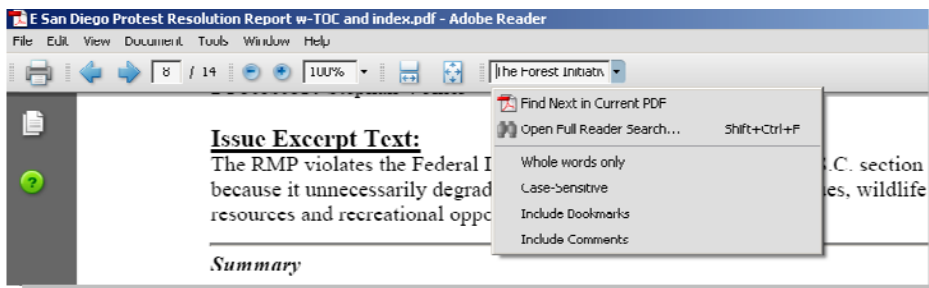 E San Diego Protest Resolution Report w-TOC and index.pdf - Adobe Reader
File Edit View Document Tools Window Help
8 / 14 100% The Forest Initiativ
Find Next in Current PDF
Open Full Reader Search... Shift+Ctrl+F
Issue Excerpt Text:
The RMP violates the Federal L Whole words only .C. section
because it unnecessarily degrad Case-Sensitive es, wildlife
resources and recreational oppo Include Bookmarks
Include Comments
Summary